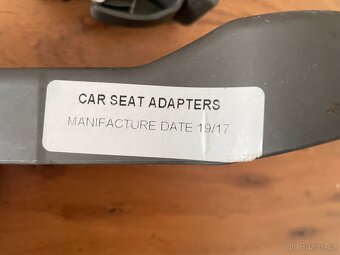 CAR SEAT ADAPTERS
MANIFACTURE DATE 19/17